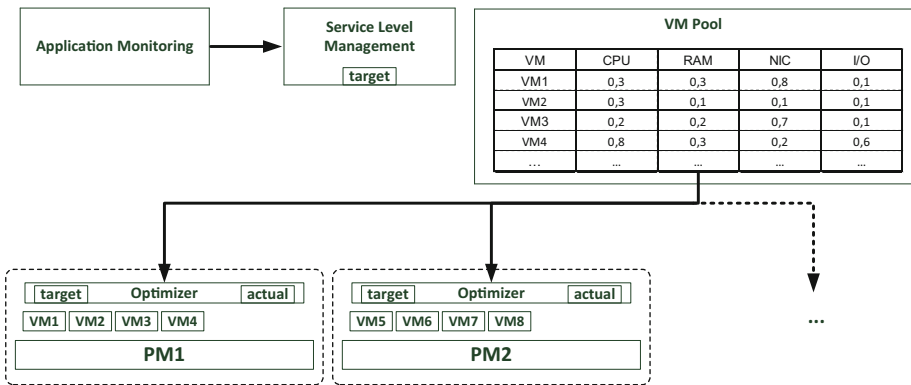 Application Monitoring
Service Level
Management
target
VM Pool
VM CPU RAM NIC I/O
VM1 0,3 0,3 0,8 0,1
VM2 0,3 0,1 0,1 0,1
VM3 0,2 0,2 0,7 0,1
VM4 0,8 0,3 0,2 0,6
... ... ... ... ...
target Optimizer actual
VM1 VM2 VM3 VM4
PM1
target Optimizer actual
VM5 VM6 VM7 VM8
PM2
...